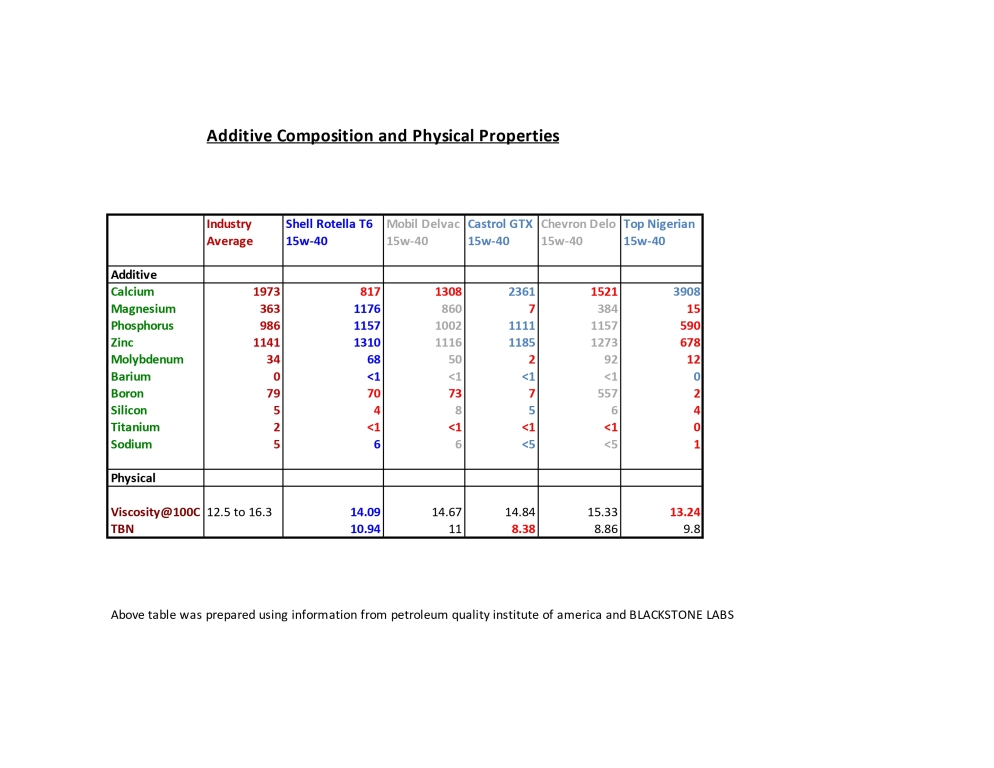 Additive Composition and Physical Properties
Industry Average Shell Rotella T6 15w-40 Mobil Delvac 15w-40 Castrol GTX 15w-40 Chevron Delo 15w-40 Top Nigerian 15w-40
Additive
Calcium 1973 817 1308 2361 1521 3908
Magnesium 363 1176 860 7 384 15
Phosphorus 986 1157 1002 1111 1157 590
Zinc 1141 1310 1116 1185 1273 678
Molybdenum 34 68 50 2 92 12
Barium 0 <1 <1 <1 <1 0
Boron 79 70 73 7 557 2
Silicon 5 4 8 5 6 4
Titanium 2 <1 <1 <1 <1 0
Sodium 5 6 6 <5 <5 1
Physical
Viscosity@100C 12.5 to 16.3 14.09 14.67 14.84 15.33 13.24
TBN 10.94 11 8.38 8.86 9.8
Above table was prepared using information from petroleum quality institute of america and BLACKSTONE LABS